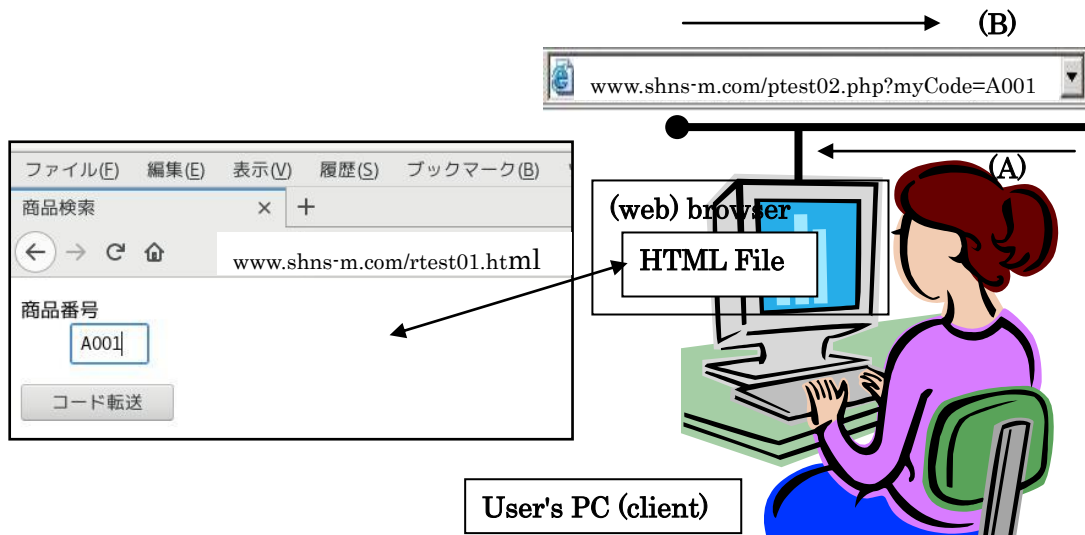 (B)
www.shns-m.com/ptest02.php?myCode=A001
(A)
ファイル(F) 編集(E) 表示(V) 履歴(S) ブックマーク(B)
商品検索 × +
www.shns-m.com/rtest01.html
商品番号
A001
コード転送
(web) browser
HTML File
User's PC (client)